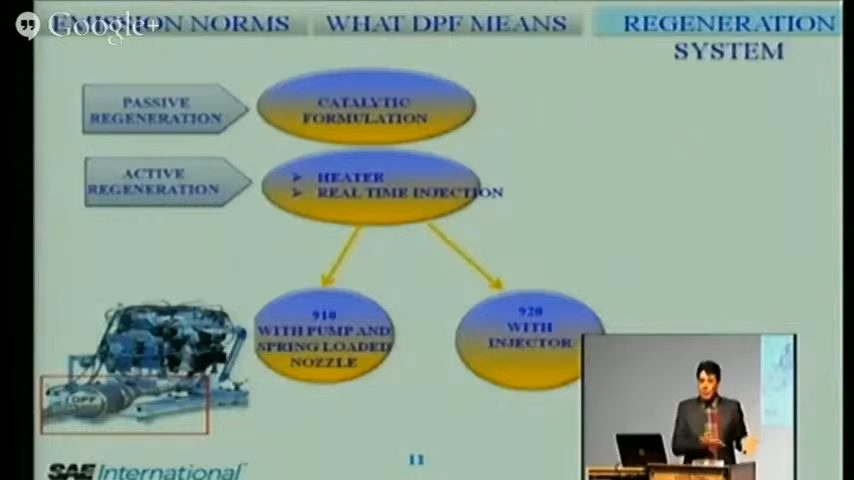 Google+
EMISSION NORMS
WHAT DPF MEANS
REGENERATION
SYSTEM
PASSIVE
REGENERATION
CATALYTIC
FORMULATION
ACTIVE
REGENERATION
➢ HEATER
➢ REAL TIME INJECTION
910
WITH PUMP AND
SPRING LOADED
NOZZLE
920
WITH
INJECTOR
DPF
SAE International
11